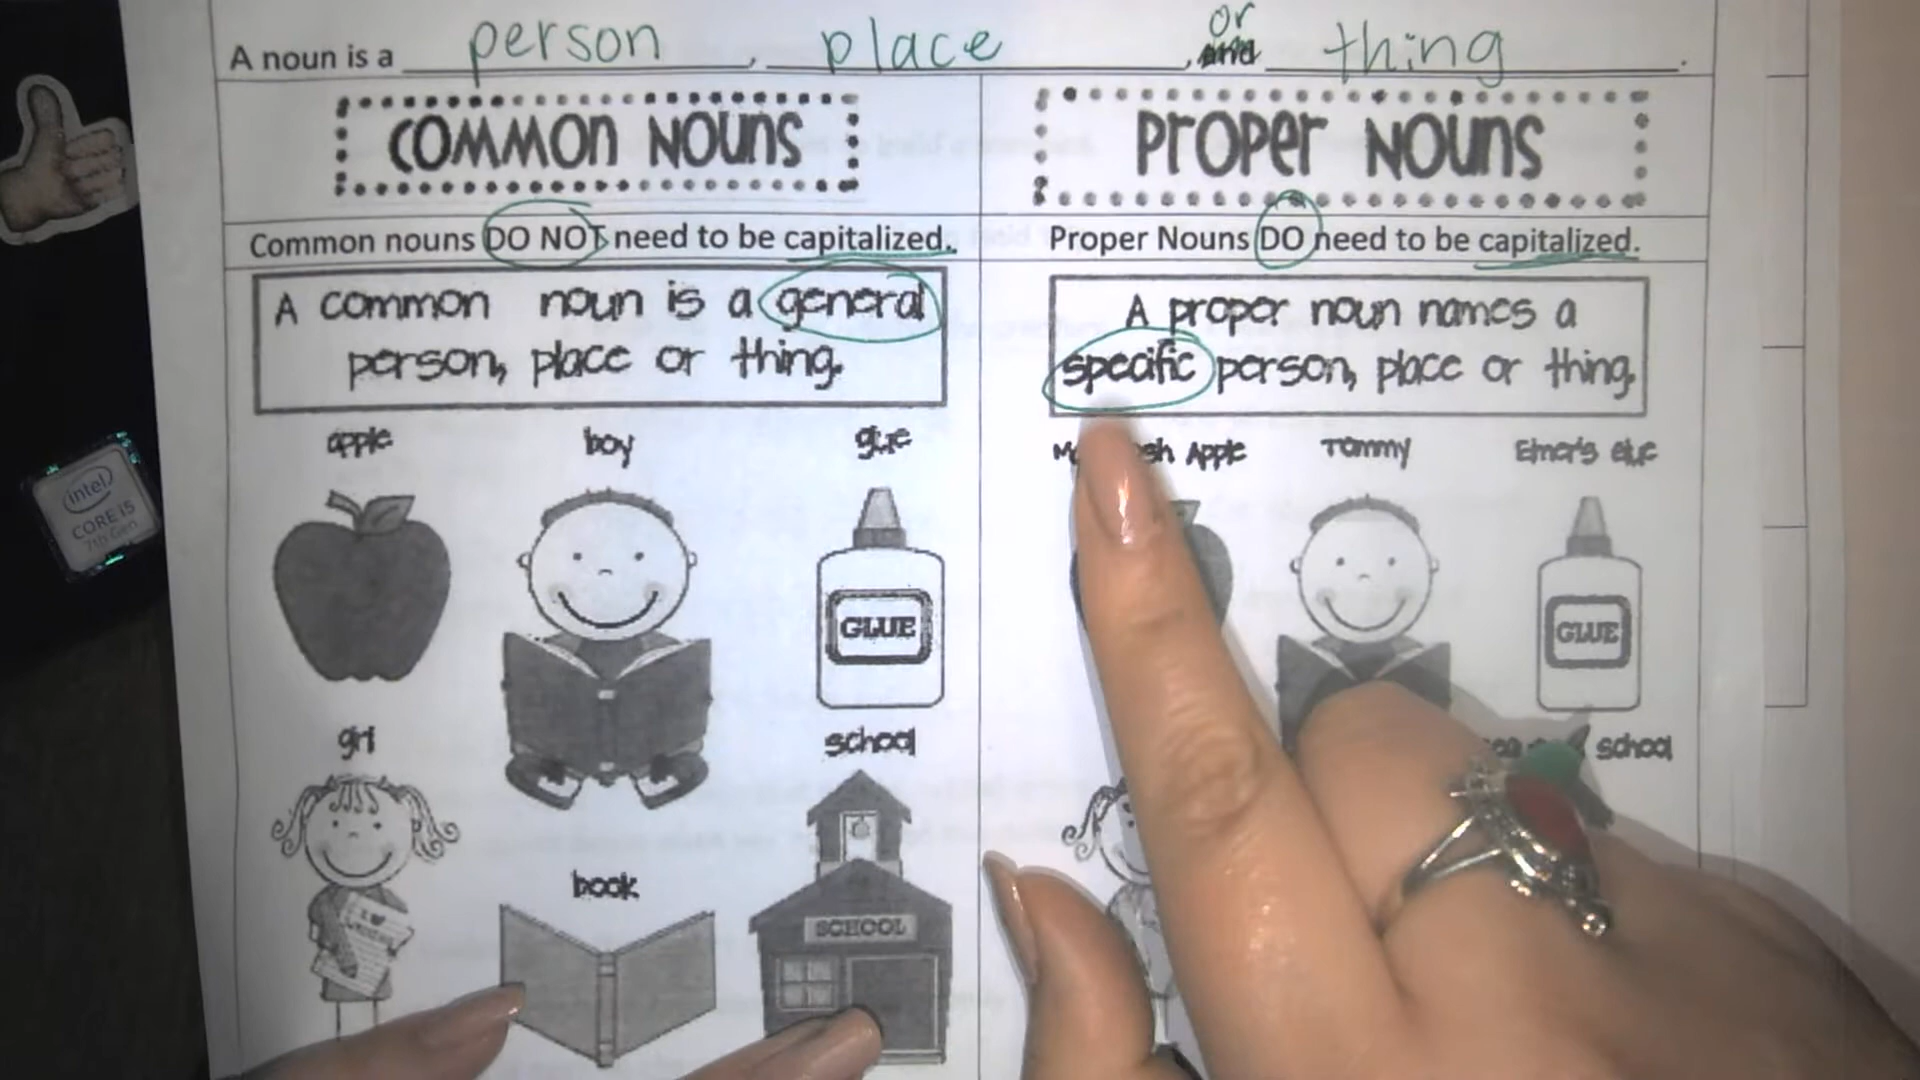 A noun is a person, place, or and thing.
COMMON NOUNS
PROPER NOUNS
Common nouns DO NOT need to be capitalized.
Proper Nouns DO need to be capitalized.
A common noun is a general
person, place or thing.
A proper noun names a
specific person, place or thing.
apple
boy
glue
Apple
Tommy
Elmer's Glue
GLUE
GLUE
girl
school
school
book
SCHOOL
intel
CORE i5
7th Gen